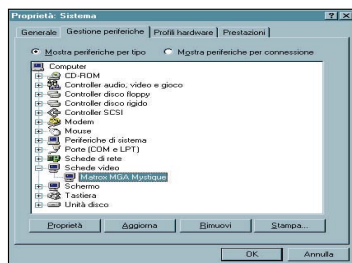 Proprietà: Sistema
Generale Gestione periferiche Profili hardware Prestazioni
Mostra periferiche per tipo Mostra periferiche per connessione
Computer
CD-ROM
Controller audio, video e gioco
Controller disco floppy
Controller disco rigido
Controller SCSI
Modem
Mouse
Periferiche di sistema
Porte (COM e LPT)
Schede di rete
Schede video
Matrox MGA Mystique
Schermo
Tastiera
Unità disco
Proprietà Aggiorna Rimuovi Stampa...
OK Annulla